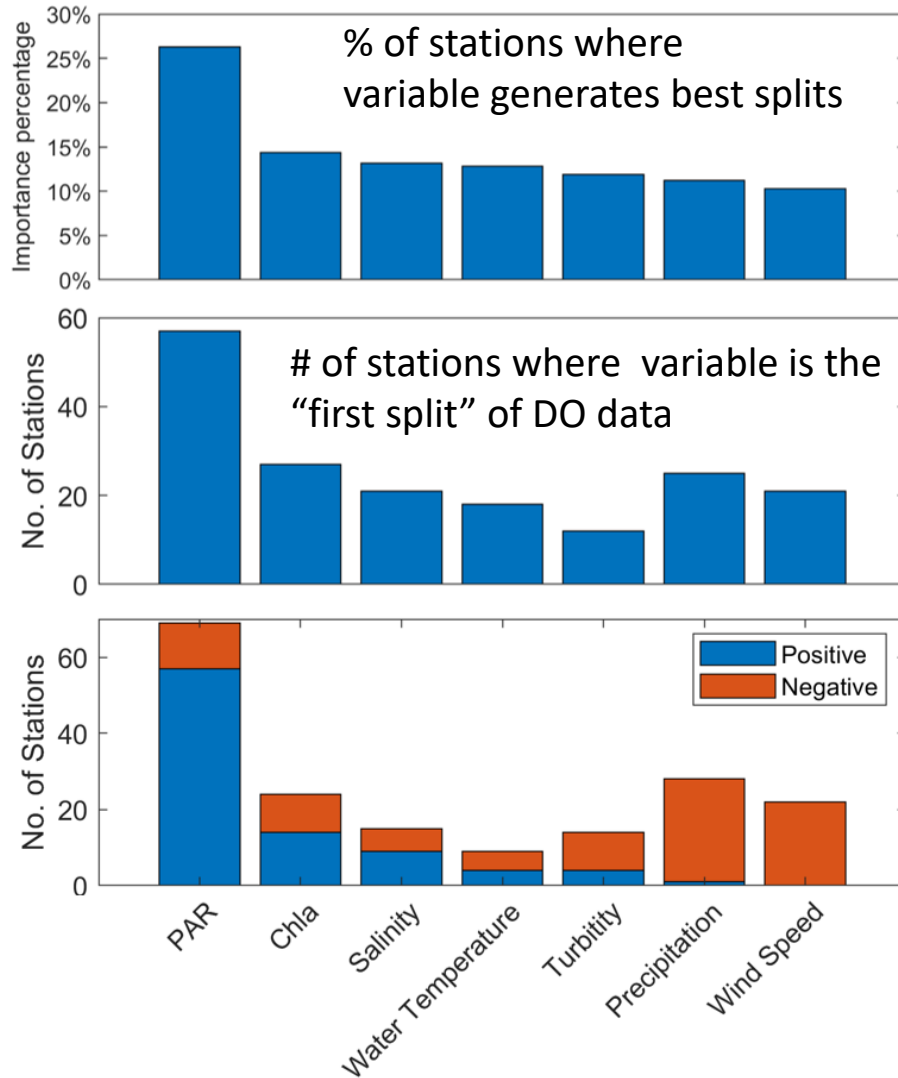 30%
25%
20%
15%
10%
5%
0%
Importance percentage
% of stations where
variable generates best splits
60
40
20
0
No. of Stations
# of stations where  variable is the
“first split” of DO data
60
40
20
0
No. of Stations
Positive
Negative
PAR
Chla
Salinity
Water Temperature
Turbitity
Precipitation
Wind Speed